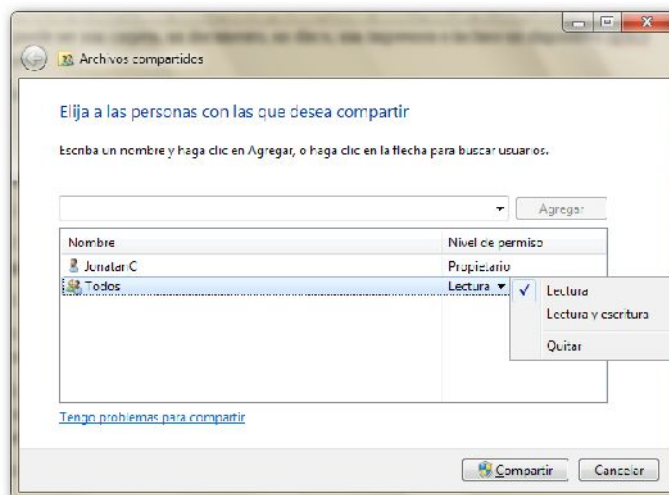 Archivos compartidos
Elija a las personas con las que desea compartir
Escriba un nombre y haga clic en Agregar, o haga clic en la flecha para buscar usuarios.
Agregar
Nombre Nivel de permiso
JonatanC Propietario
Todos Lectura
Lectura
Lectura y escritura
Quitar
Tengo problemas para compartir
Compartir Cancelar